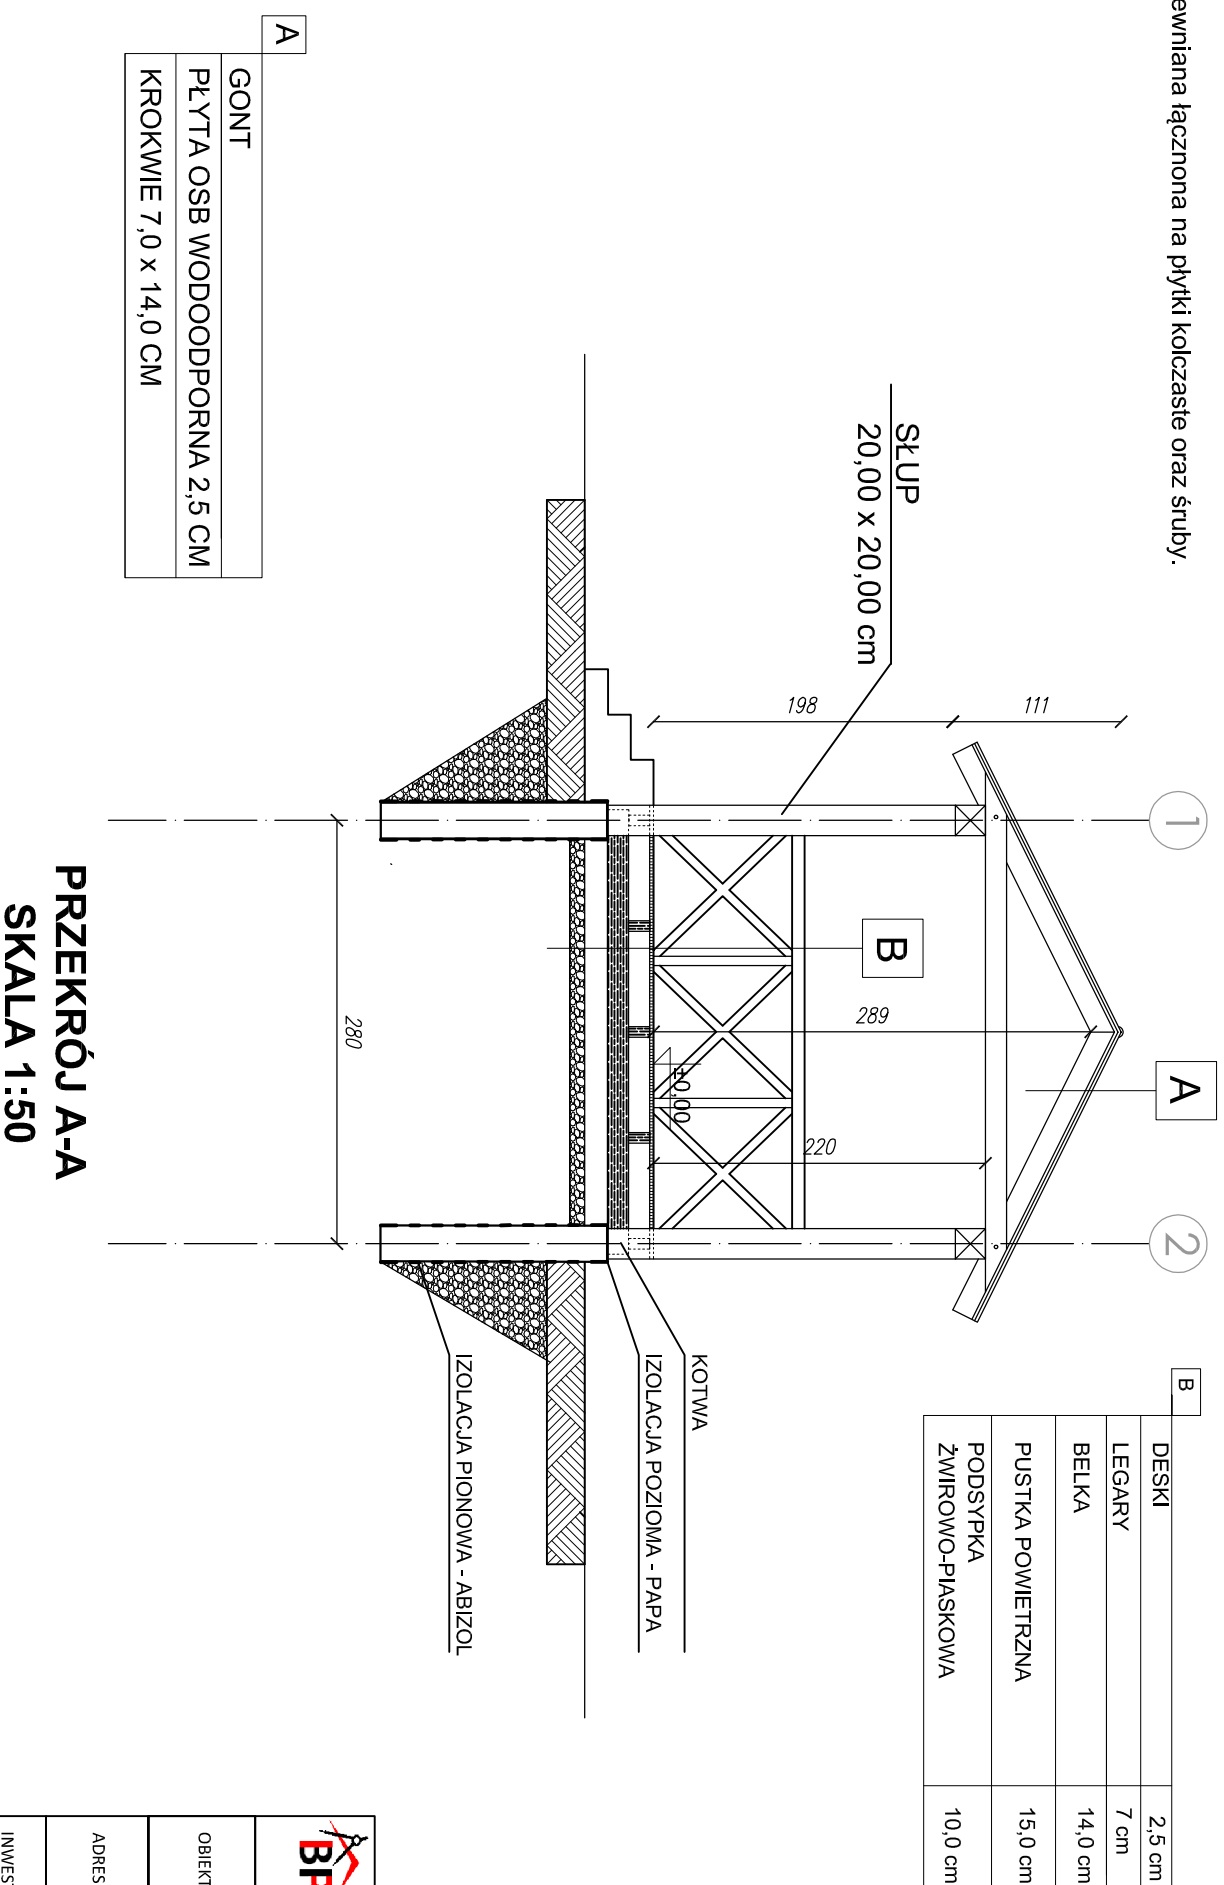 ewniana łącznona na płytki kolczaste oraz śruby.
1
2
A
B
SŁUP
20,00 x 20,00 cm
198
111
289
220
±0,00
280
KOTWA
IZOLACJA POZIOMA - PAPA
IZOLACJA PIONOWA - ABIZOL
B
DESKI 2,5 cm
LEGARY 7 cm
BELKA 14,0 cm
PUSTKA POWIETRZNA 15,0 cm
PODSYPKA
ŻWIROWO-PIASKOWA 10,0 cm
A
GONT
PŁYTA OSB WODOODPORNA 2,5 CM
KROKWIE 7,0 x 14,0 CM
PRZEKRÓJ A-A
SKALA 1:50
OBIEKT
ADRES
INWES